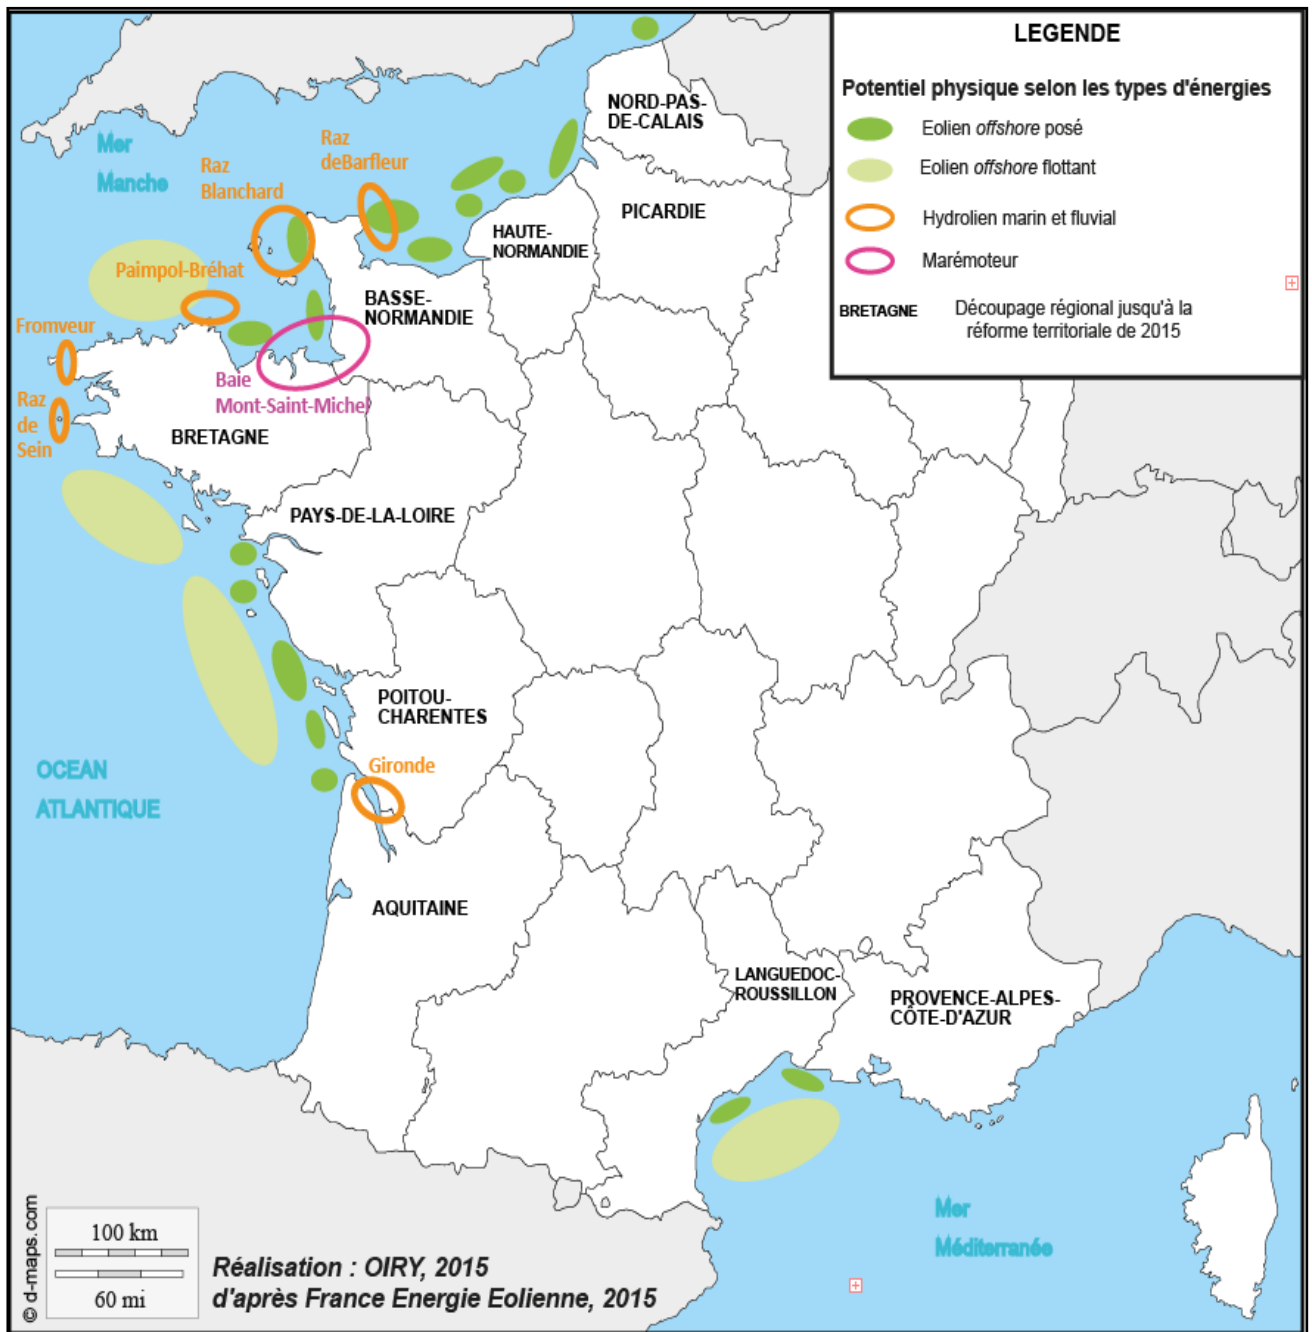 LEGENDE
Potentiel physique selon les types d'énergies
Eolien offshore posé
Eolien offshore flottant
Hydrolien marin et fluvial
Marémoteur
BRETAGNE
Découpage régional jusqu'à la
réforme territoriale de 2015
NORD-PAS-
DE-CALAIS
Mer
Manche
Raz
deBarfleur
Raz
Blanchard
PICARDIE
HAUTE-
NORMANDIE
Paimpol-Bréhat
BASSE-
NORMANDIE
Fromveur
Baie
Mont-Saint-Michel
Raz
de
Sein
BRETAGNE
PAYS-DE-LA-LOIRE
POITOU-
CHARENTES
Gironde
OCEAN
ATLANTIQUE
AQUITAINE
LANGUEDOC-
ROUSSILLON
PROVENCE-ALPES-
CÔTE-D'AZUR
Mer
Méditerranée
© d-maps.com
100 km
60 mi
Réalisation : OIRY, 2015
d'après France Energie Eolienne, 2015